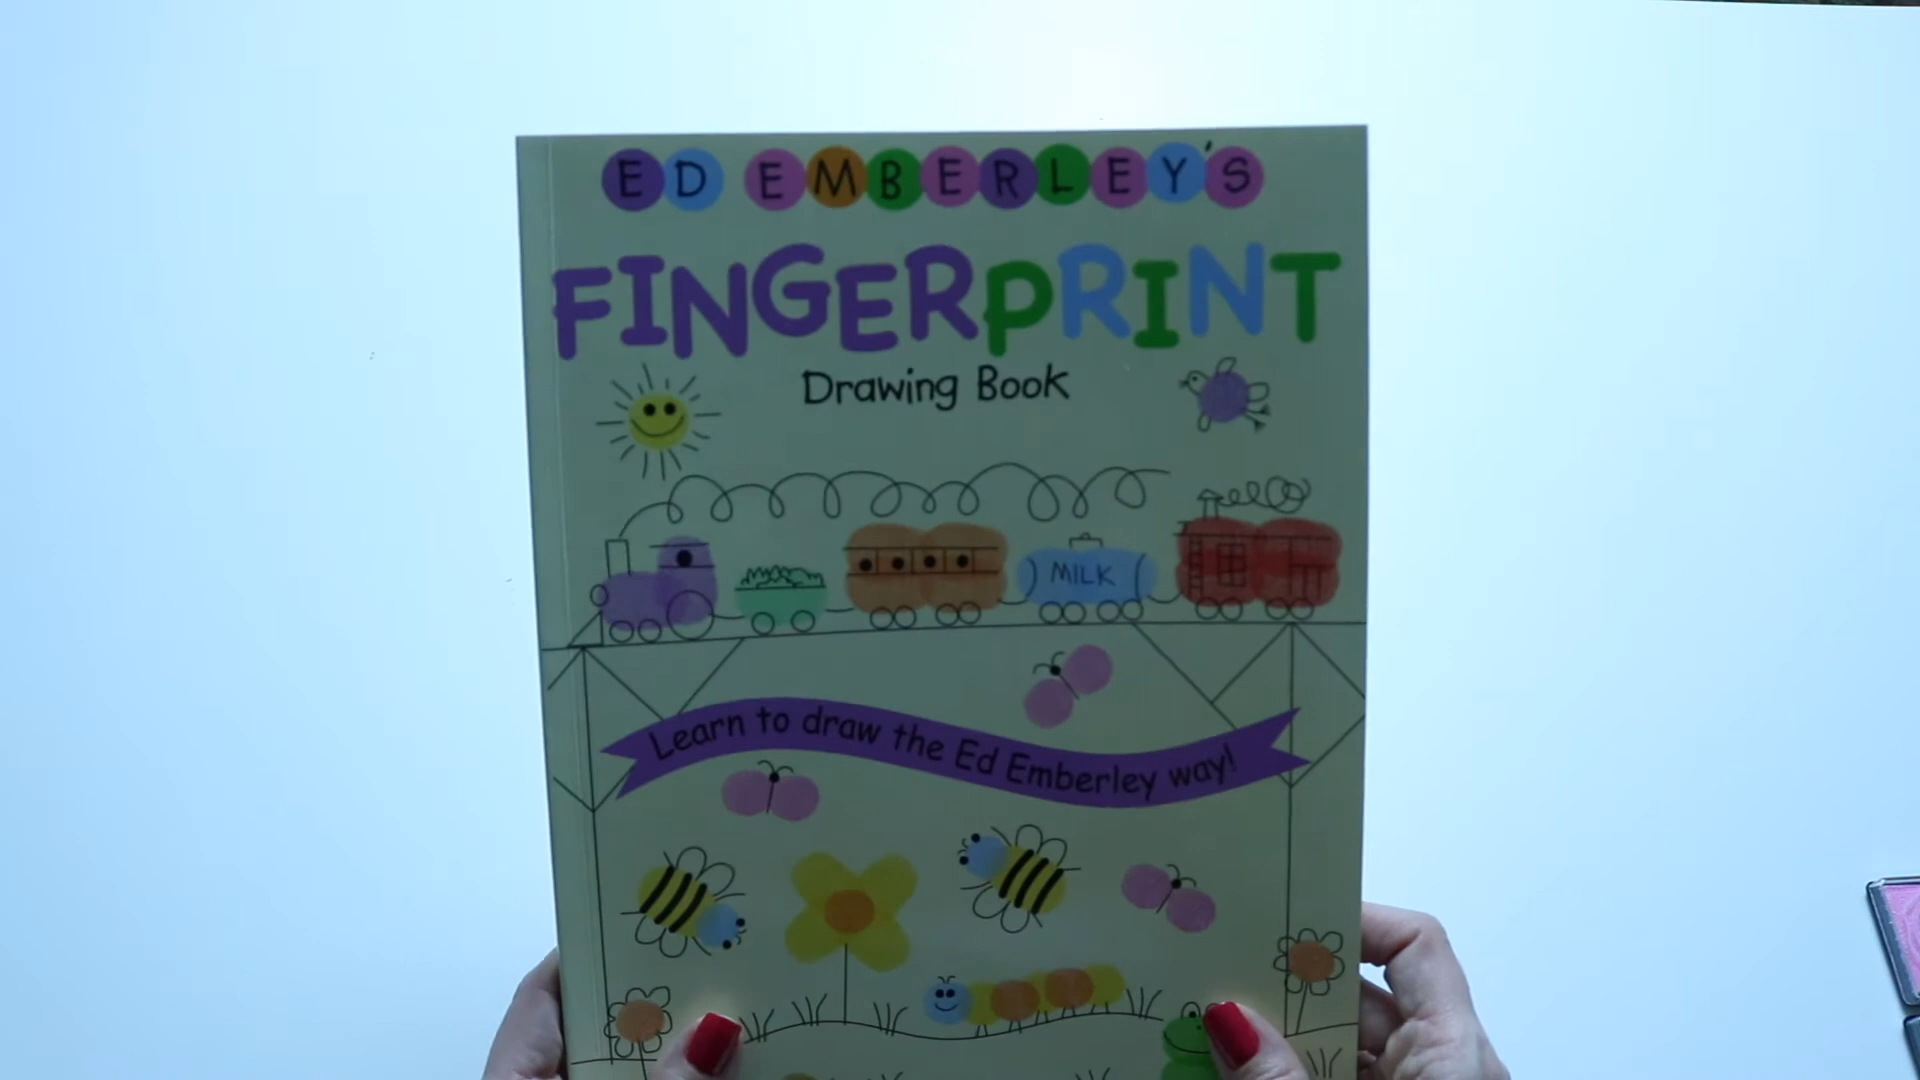 ED EMBERLEY'S
FINGERPRINT
Drawing Book
MILK
Learn to draw the Ed Emberley way!